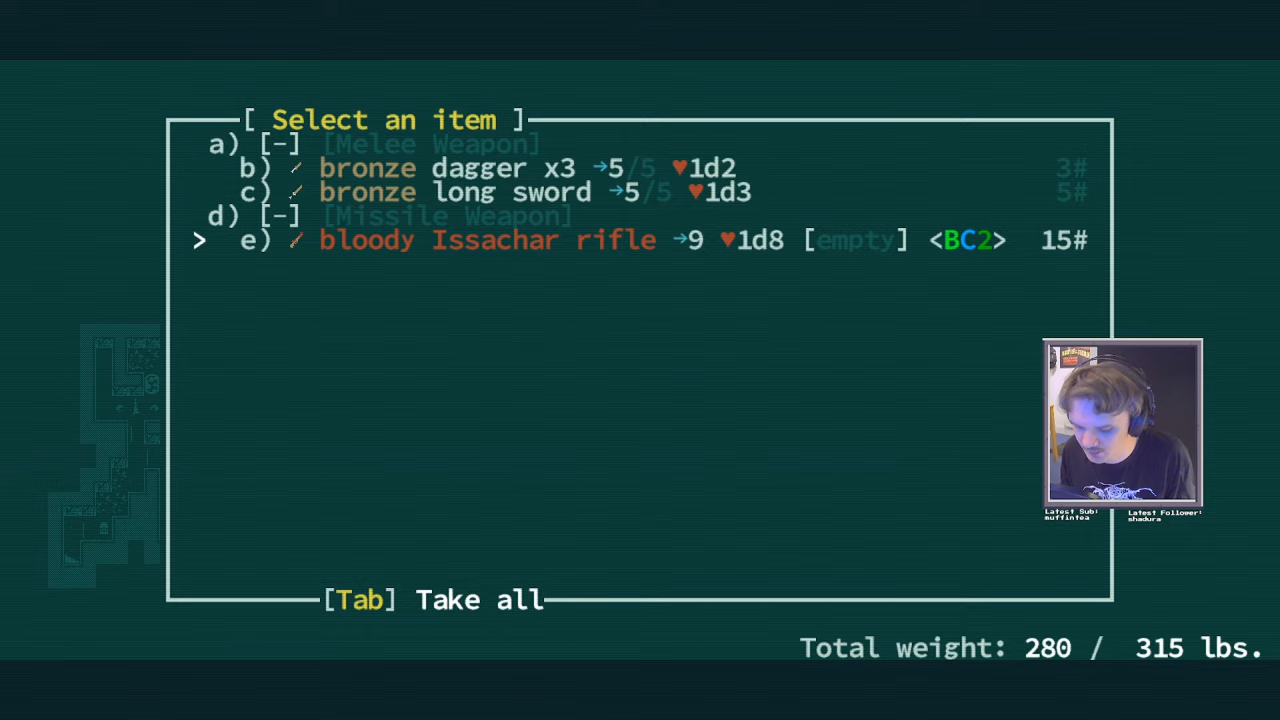 [ Select an item ]
a) [-] [Melee Weapon]
b) bronze dagger x3 →5/5 ♥1d2 3#
c) bronze long sword →5/5 ♥1d3 5#
d) [-] [Missile Weapon]
> e) bloody Issachar rifle →9 ♥1d8 [empty] <BC2> 15#
Latest Sub: Latest Follower:
muffintea shadura
[Tab] Take all
Total weight: 280 / 315 lbs.